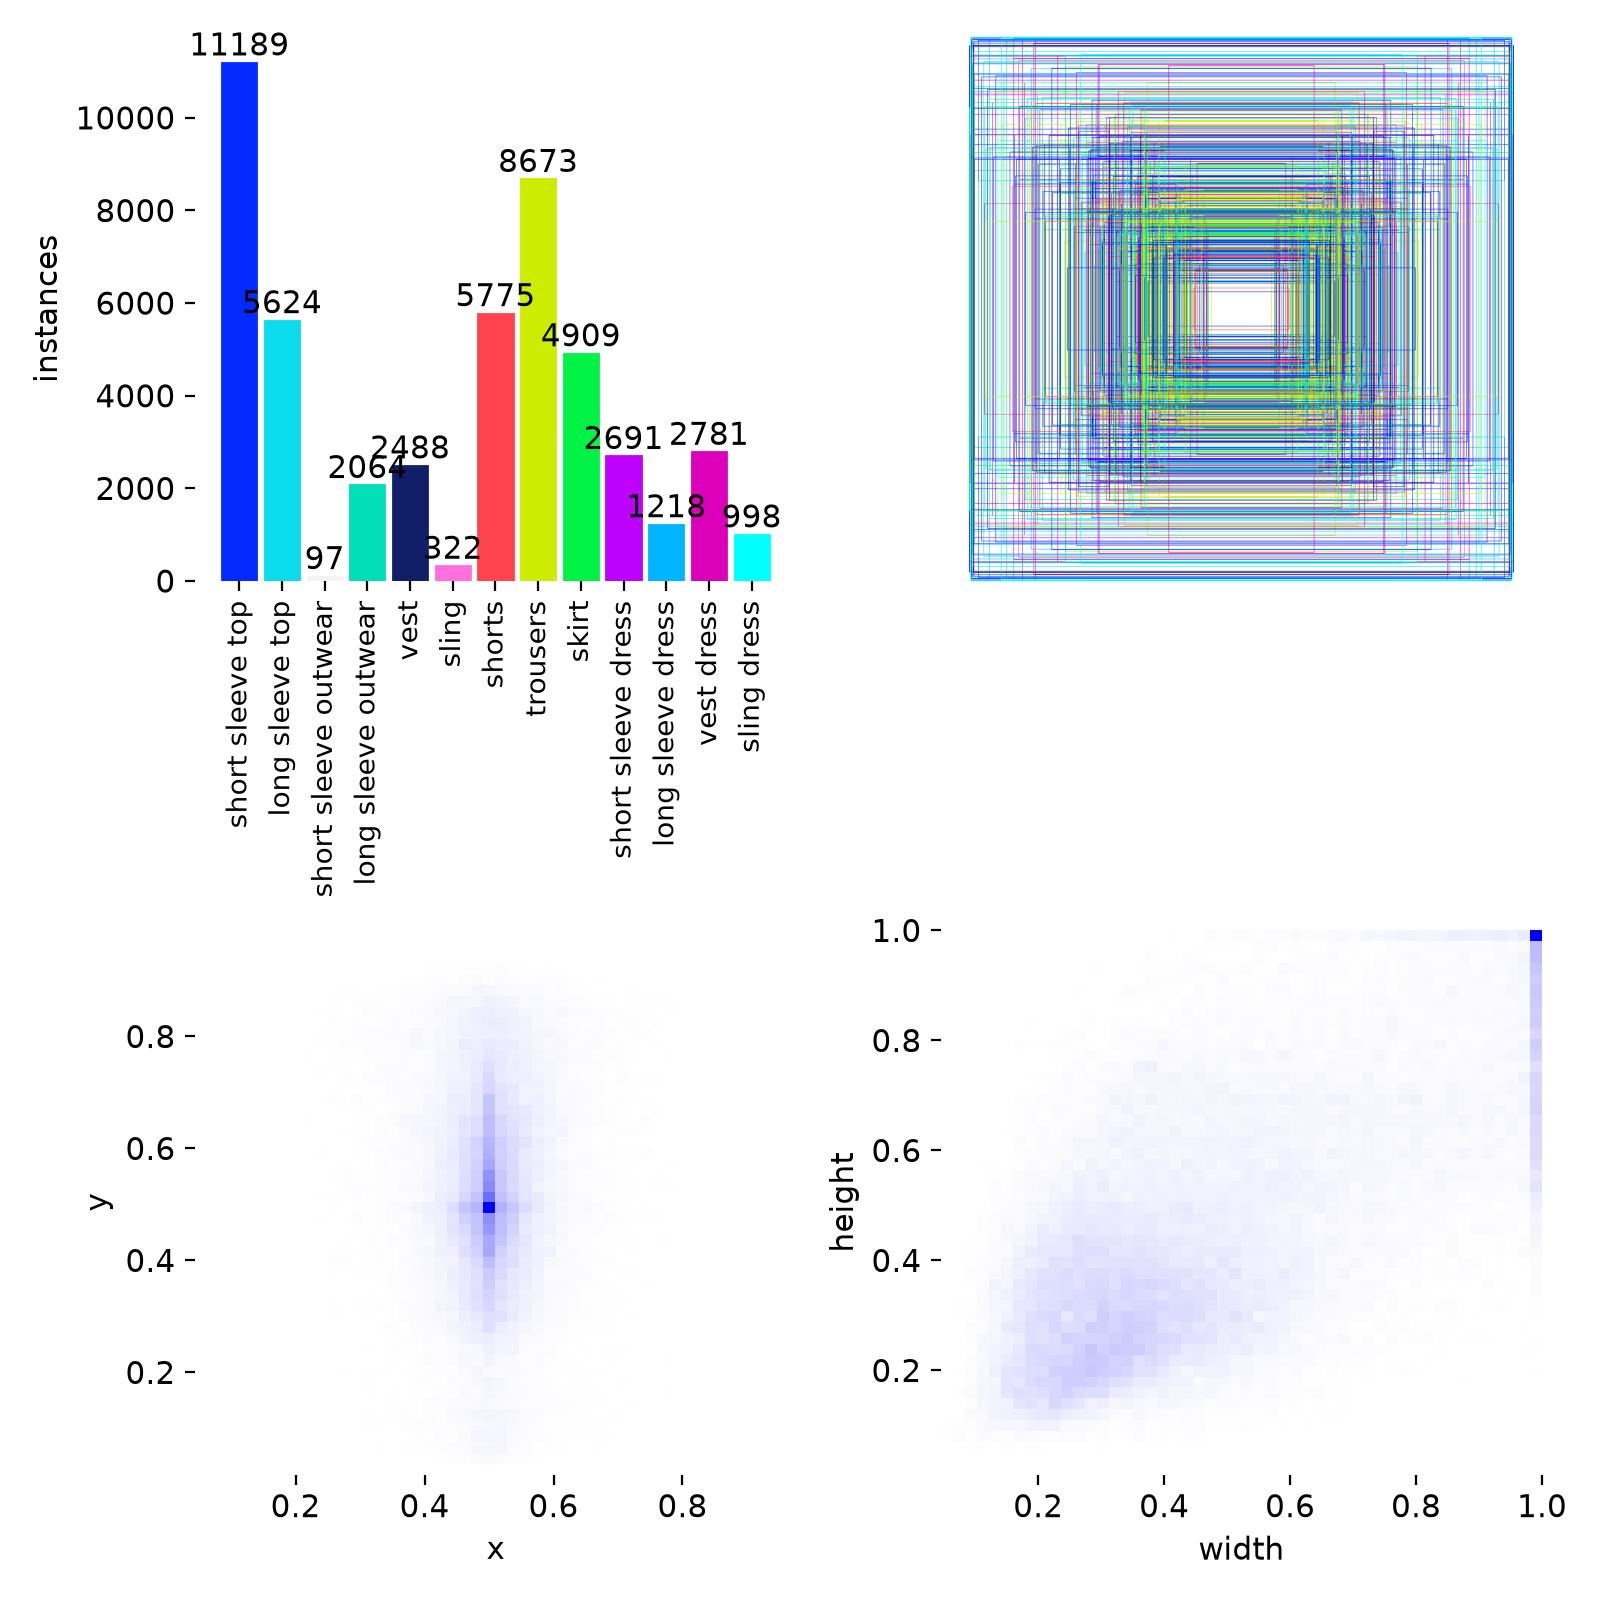 11189
10000
8673
8000
instances
6000
5624
5775
4909
4000
2691
2781
2488
2064
2000
1218
998
322
97
0
short sleeve top
long sleeve top
short sleeve outwear
long sleeve outwear
vest
sling
shorts
trousers
skirt
short sleeve dress
long sleeve dress
vest dress
sling dress
0.8
0.6
y
0.4
0.2
0.2 0.4 0.6 0.8
x
1.0
0.8
0.6
height
0.4
0.2
0.2 0.4 0.6 0.8 1.0
width